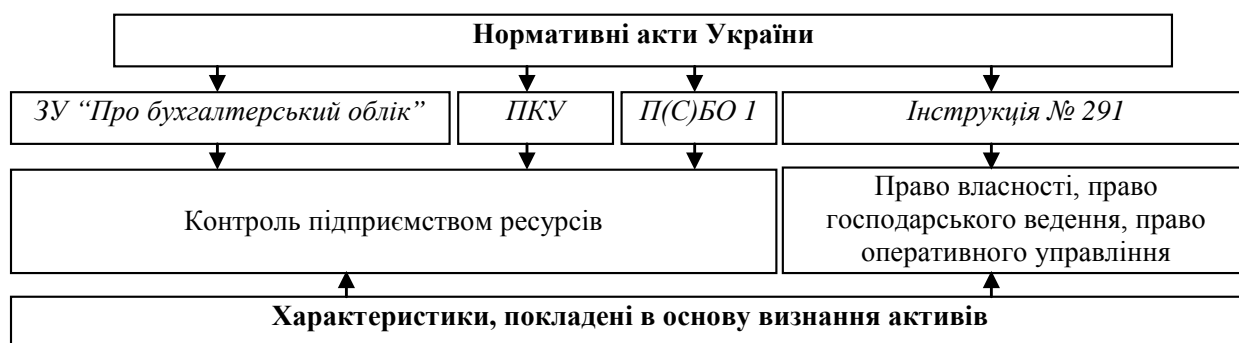 Нормативні акти України
ЗУ “Про бухгалтерський облік”
ПКУ
П(С)БО 1
Інструкція № 291
Контроль підприємством ресурсів
Право власності, право
господарського ведення, право
оперативного управління
Характеристики, покладені в основу визнання активів